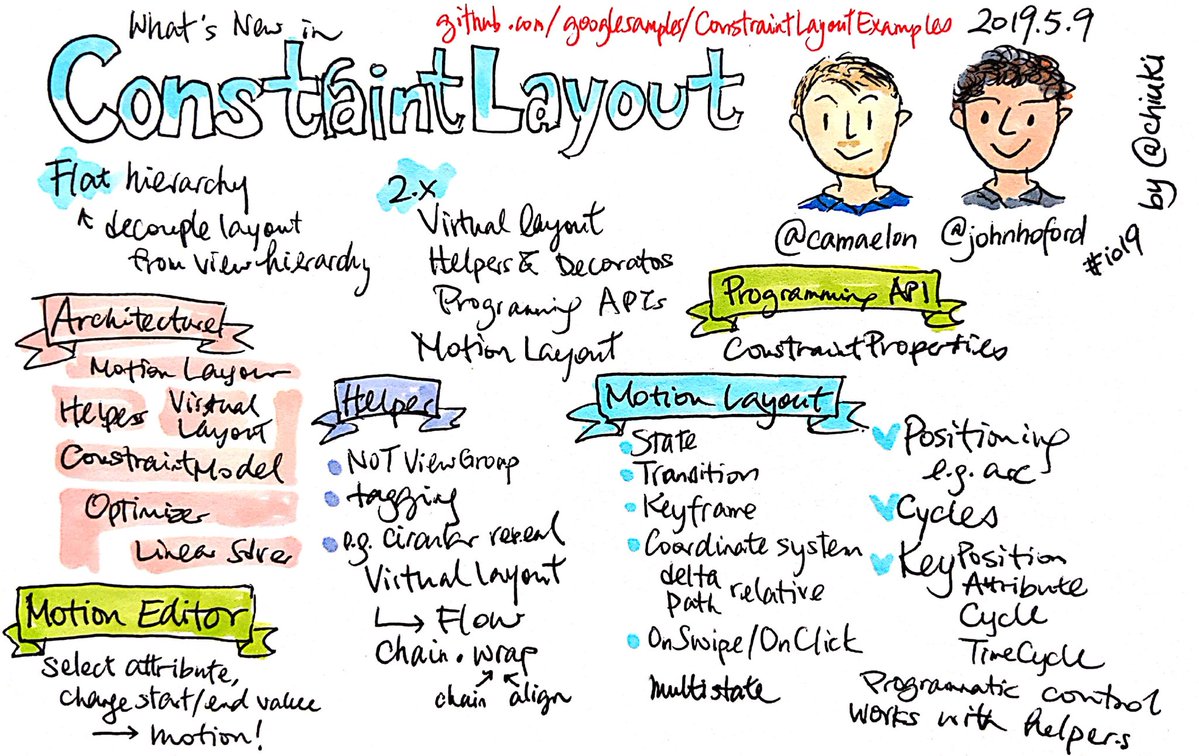 What's New in
ConstraintLayout
github.com/googlesamples/ConstraintLayoutExamples
2019.5.9
by @chiuki
#io19
@camaelon
@johnhoford
Flat hierarchy
decouple layout
from view hierarchy
2.x
Virtual layout
Helpers & Decorators
Programming APIs
Motion Layout
Programming API
ConstraintProperties
Architecture
Motion Layout
Helpers
Virtual
Layout
ConstraintModel
Optimizer
Linear Solver
Motion Editor
Select attribute,
change start/end value
→ motion!
Helper
NOT ViewGroup
tagging
e.g. circular reveal
Virtual Layout
↳ Flow
Chain. wrap
chain align
Motion Layout
State
Transition
Keyframe
Coordinate system
delta
path relative
OnSwipe/OnClick
multistate
Positioning
e.g. arc
Cycles
Key Position
Attribute
Cycle
TimeCycle
Programmatic control
works with helpers